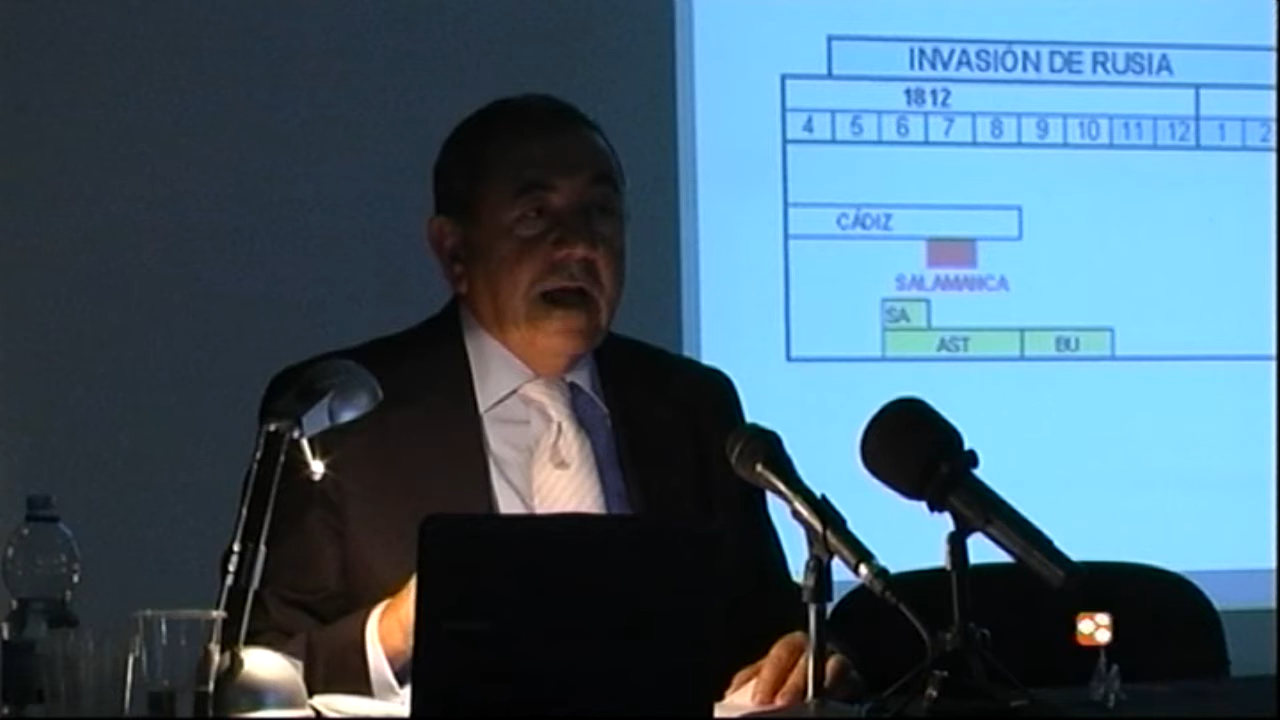 INVASIÓN DE RUSIA
1812
4 5 6 7 8 9 10 11 12 1 2
CÁDIZ
SALAMANCA
SA
AST BU